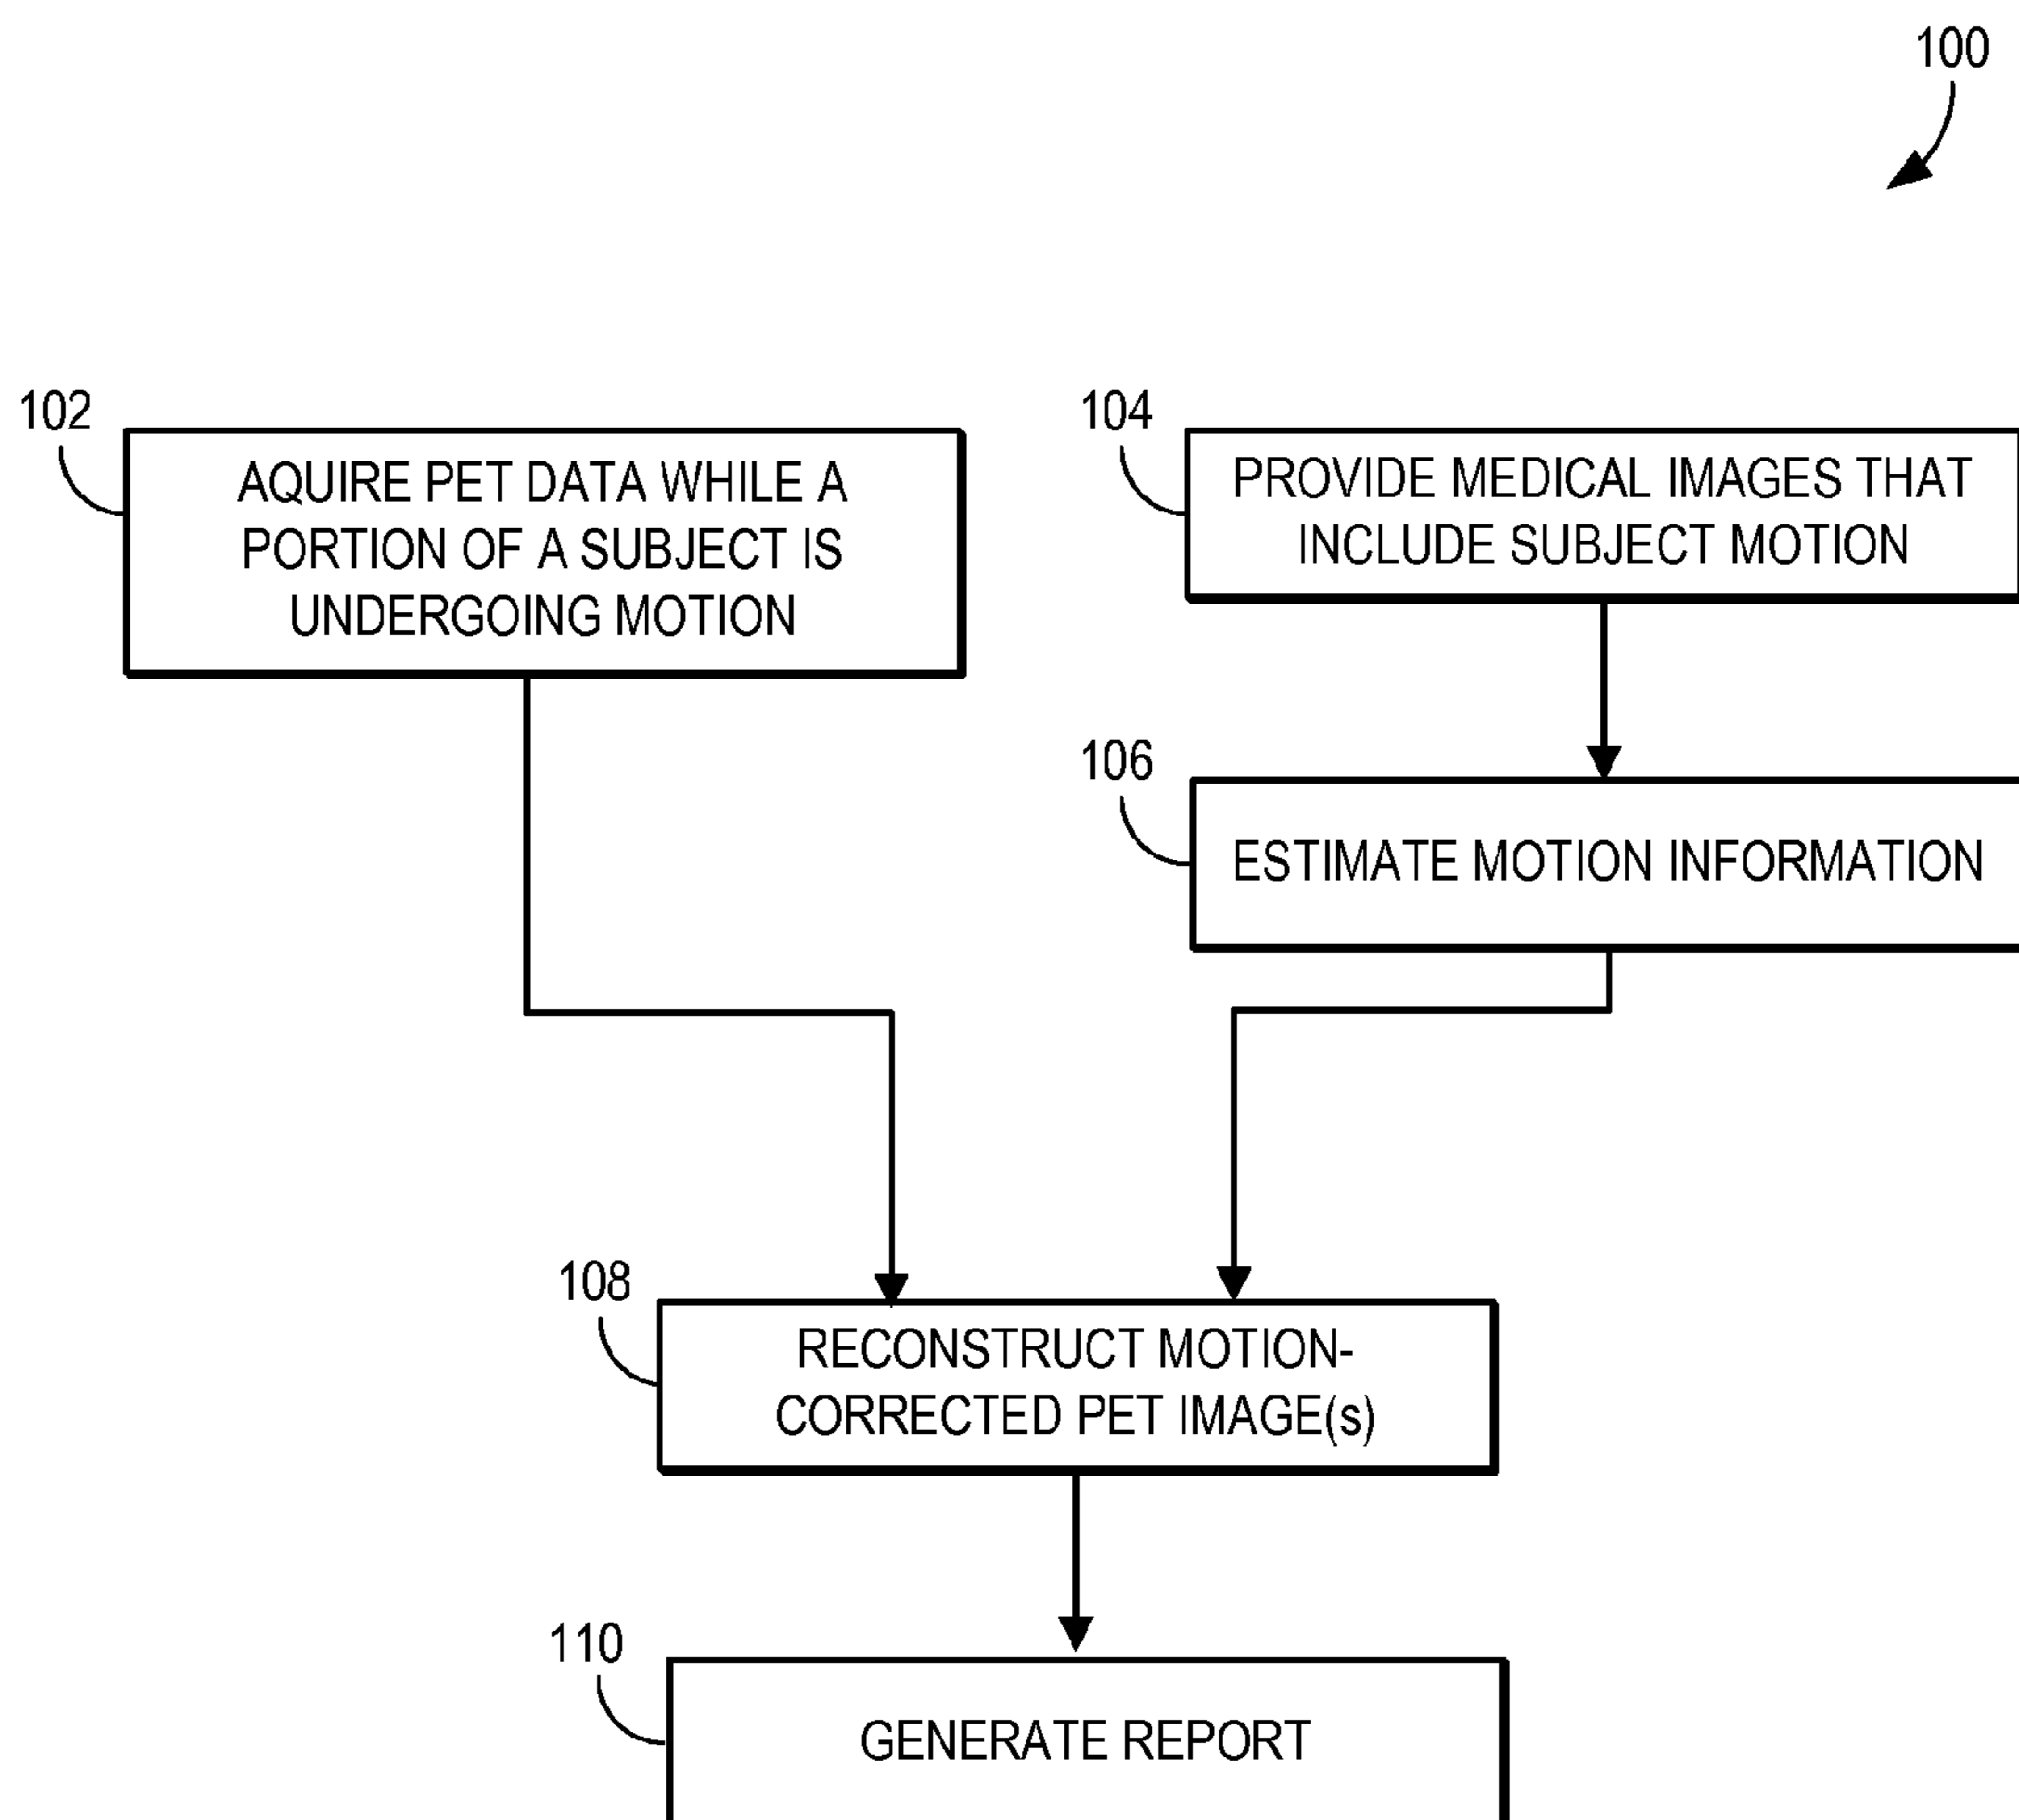 100
102
AQUIRE PET DATA WHILE A
PORTION OF A SUBJECT IS
UNDERGOING MOTION
104
PROVIDE MEDICAL IMAGES THAT
INCLUDE SUBJECT MOTION
106
ESTIMATE MOTION INFORMATION
108
RECONSTRUCT MOTION-
CORRECTED PET IMAGE(s)
110
GENERATE REPORT